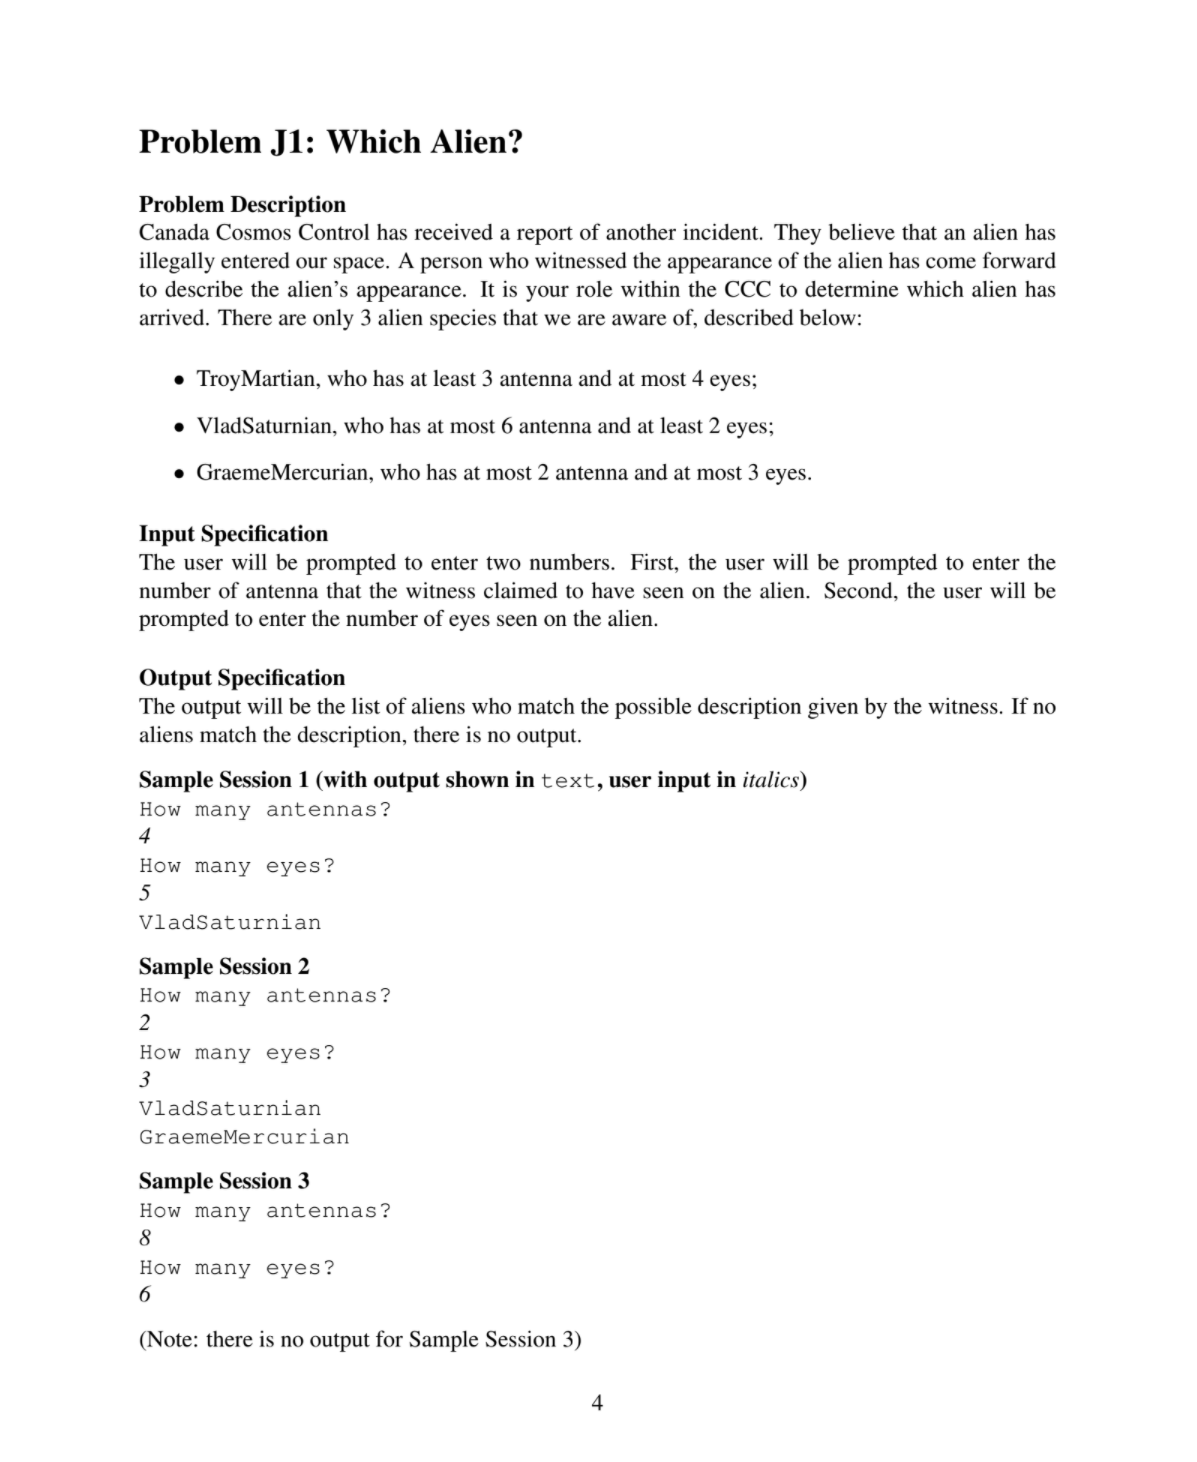 Problem J1: Which Alien?
Problem Description
Canada Cosmos Control has received a report of another incident. They believe that an alien has
illegally entered our space. A person who witnessed the appearance of the alien has come forward
to describe the alien's appearance. It is your role within the CCC to determine which alien has
arrived. There are only 3 alien species that we are aware of, described below:
• TroyMartian, who has at least 3 antenna and at most 4 eyes;
• VladSaturnian, who has at most 6 antenna and at least 2 eyes;
• GraemeMercurian, who has at most 2 antenna and at most 3 eyes.
Input Specification
The user will be prompted to enter two numbers. First, the user will be prompted to enter the
number of antenna that the witness claimed to have seen on the alien. Second, the user will be
prompted to enter the number of eyes seen on the alien.
Output Specification
The output will be the list of aliens who match the possible description given by the witness. If no
aliens match the description, there is no output.
Sample Session 1 (with output shown in text, user input in italics)
How many antennas?
4
How many eyes?
5
VladSaturnian
Sample Session 2
How many antennas?
2
How many eyes?
3
VladSaturnian
GraemeMercurian
Sample Session 3
How many antennas?
8
How many eyes?
6
(Note: there is no output for Sample Session 3)
4